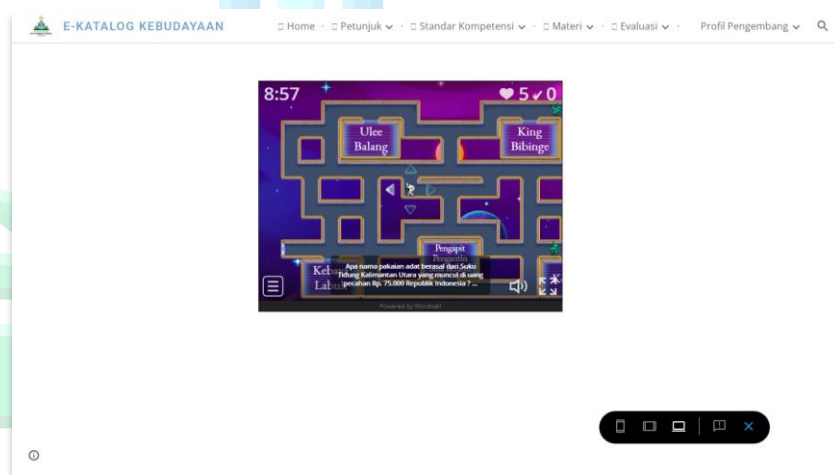 E-KATALOG KEBUDAYAAN
Home · Petunjuk · Standar Kompetensi · Materi · Evaluasi · Profil Pengembang
8:57
5 ✓ 0
Ulee
Balang
King
Bibinge
Pengapit
Pengantin
Apa nama pakaian adat berasal dari Suku
Tidung Kalimantan Utara yang muncul di uang
pecahan Rp. 75.000 Republik Indonesia ? ...
Labuh
Powered by Wordwall